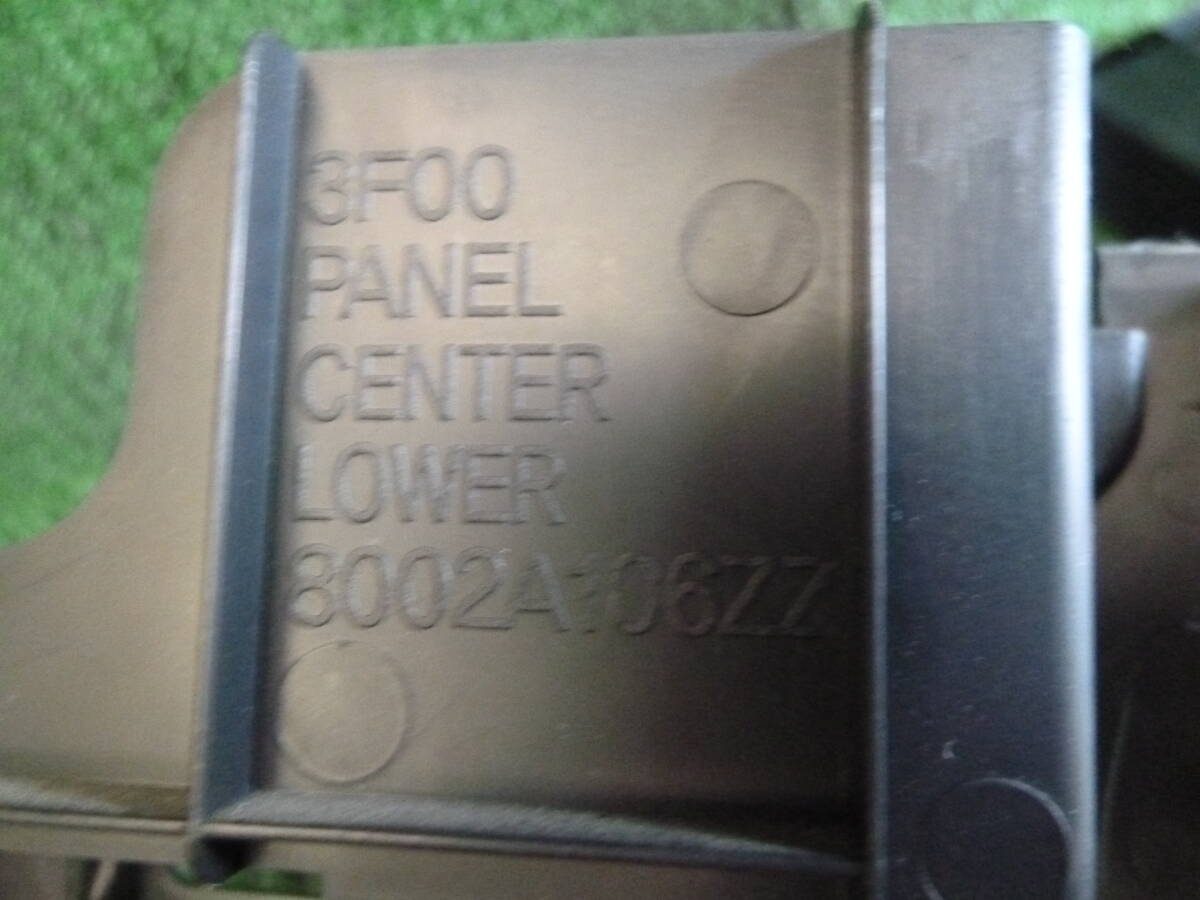 3F00
PANEL
CENTER
LOWER
8002A106ZZ